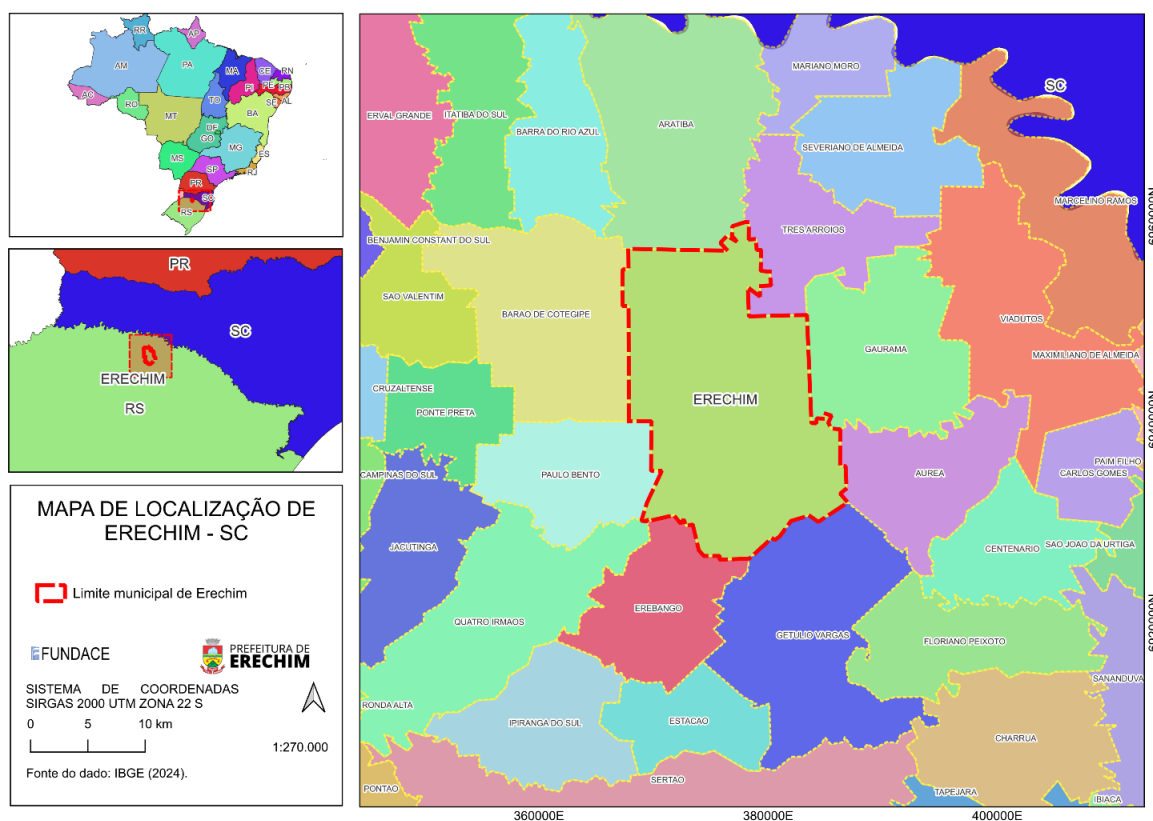 RR
AP
AM
PA
MA
CE
RN
PI
PE
PB
AC
RO
TO
SE
AL
MT
BA
DF
GO
MG
MS
ES
SP
RJ
PR
SC
RS
PR
SC
ERECHIM
RS
MAPA DE LOCALIZAÇÃO DE
ERECHIM - SC
Limite municipal de Erechim
FUNDACE
PREFEITURA DE
ERECHIM
SISTEMA DE COORDENADAS
SIRGAS 2000 UTM ZONA 22 S
0 5 10 km
1:270.000
Fonte do dado: IBGE (2024).
MARIANO MORO
SC
ERVAL GRANDE
ITATIBA DO SUL
BARRA DO RIO AZUL
ARATIBA
SEVERIANO DE ALMEIDA
MARCELINO RAMOS
TRES ARROIOS
BENJAMIN CONSTANT DO SUL
SAO VALENTIM
BARAO DE COTEGIPE
VIADUTOS
GAURAMA
MAXIMILIANO DE ALMEIDA
CRUZALTENSE
ERECHIM
PONTE PRETA
PAIM FILHO
CAMPINAS DO SUL
PAULO BENTO
AUREA
CARLOS GOMES
JACUTINGA
CENTENARIO
SAO JOAO DA URTIGA
EREBANGO
QUATRO IRMAOS
GETULIO VARGAS
FLORIANO PEIXOTO
SANANDUVA
RONDA ALTA
IPIRANGA DO SUL
ESTACAO
CHARRUA
SERTAO
PONTAO
TAPEJARA
IBIACA
6960000N
6940000N
6920000N
360000E
380000E
400000E